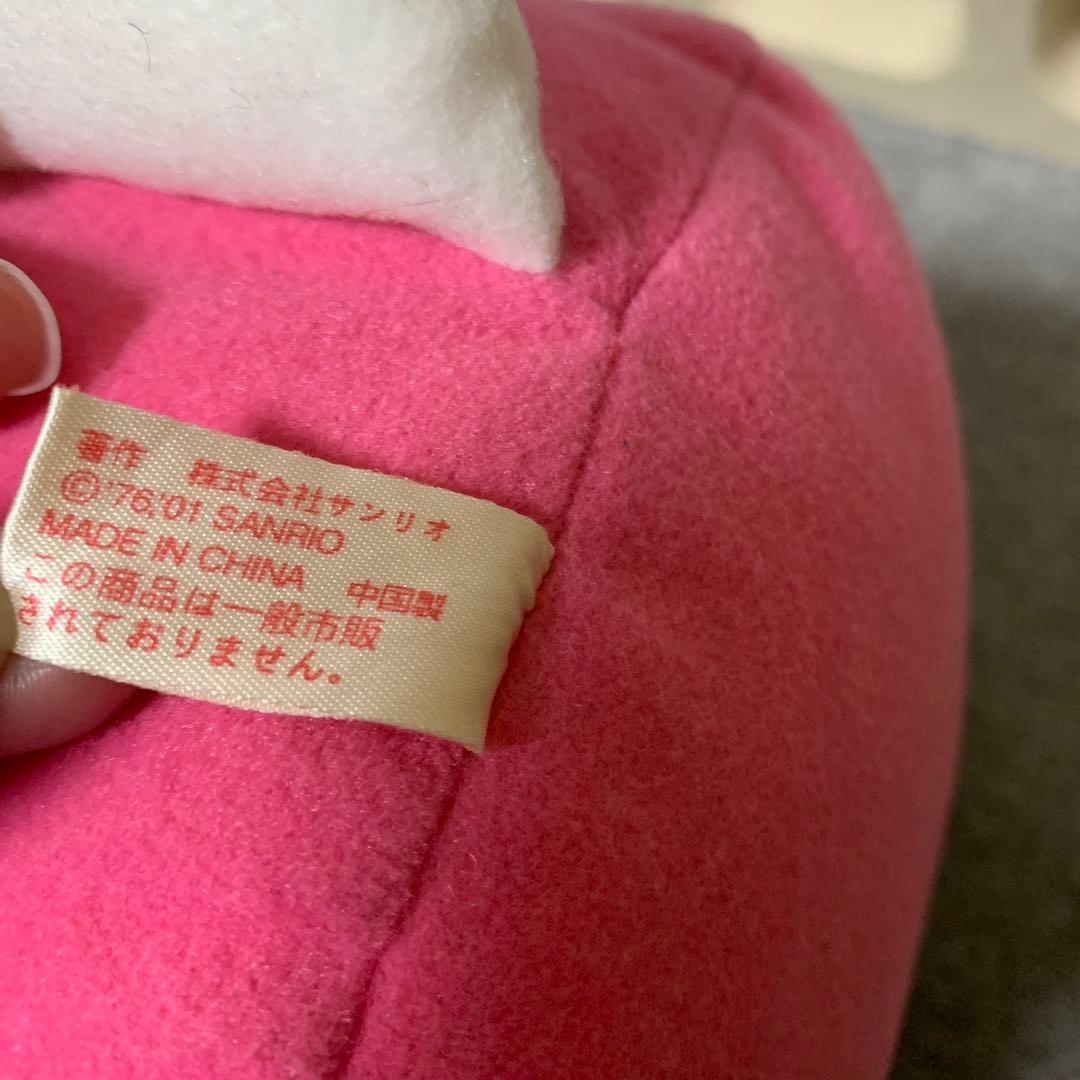 著作 株式会社サンリオ
©'76,'01 SANRIO
MADE IN CHINA 中国製
この商品は一般市販
されておりません。